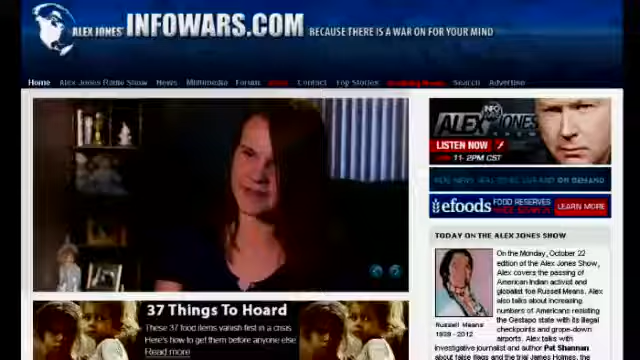 ALEX JONES' INFOWARS.COM BECAUSE THERE IS A WAR ON FOR YOUR MIND
Home Alex Jones Radio Show News Multimedia Forum Contact Top Stories Search Advertise
ALEX JONES
LISTEN NOW
11-2PM CST
ON DEMAND
efoods FOOD RESERVES
LEARN MORE
TODAY ON THE ALEX JONES SHOW
On the Monday, October 22
edition of the Alex Jones Show,
Alex covers the passing of
American Indian activist and
globalist foe Russell Means. Alex
also talks about increasing
numbers of Americans resisting
the Gestapo state with its illegal
checkpoints and grope-down
airports. Alex talks with
investigative journalist and author Pat Shannan
about false flags and the trial James Holmes, the
Russell Means
1939 - 2012
37 Things To Hoard
These 37 food items vanish first in a crisis
Here's how to get them before anyone else
Read more